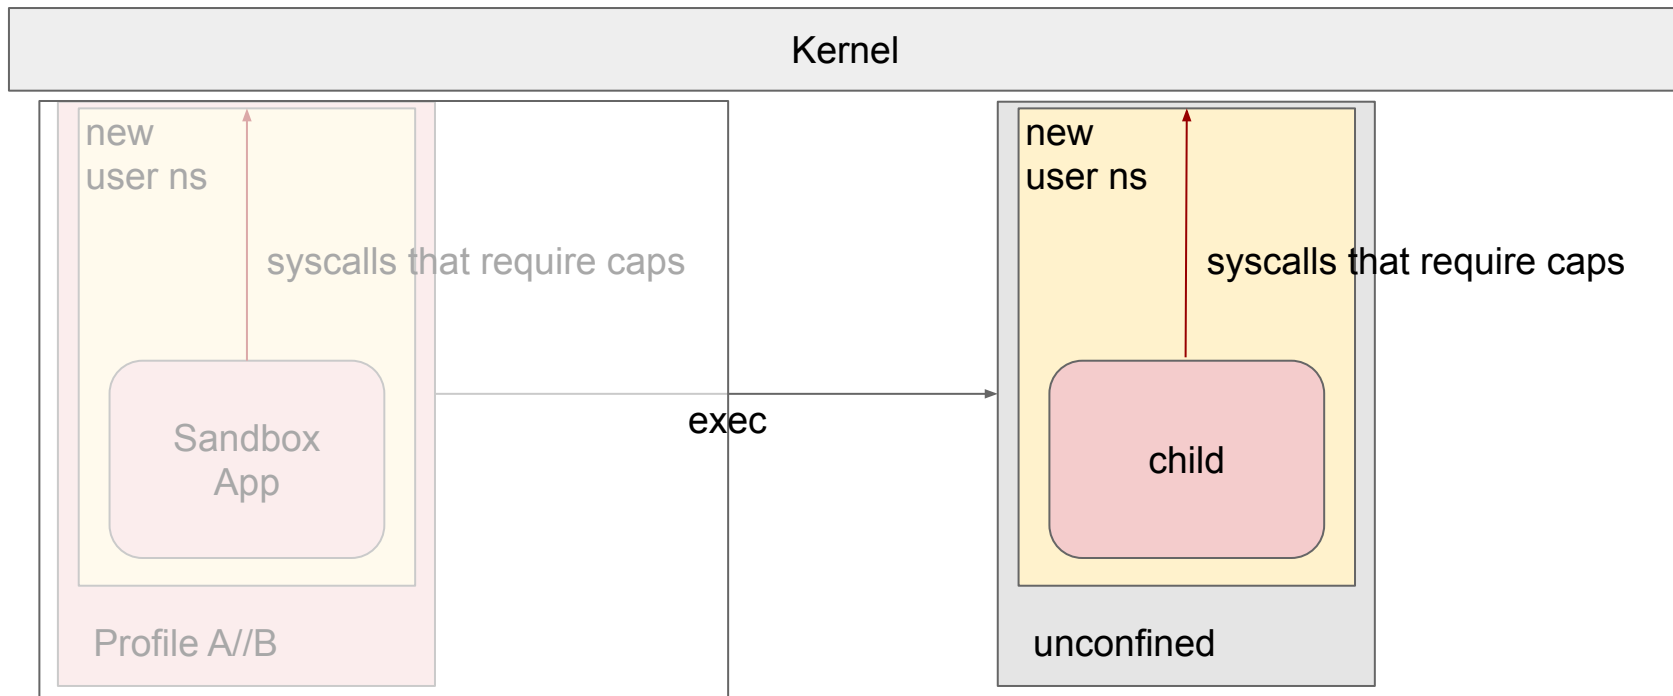 Kernel
new
user ns
syscalls that require caps
Sandbox
App
Profile A//B
exec
new
user ns
syscalls that require caps
child
unconfined